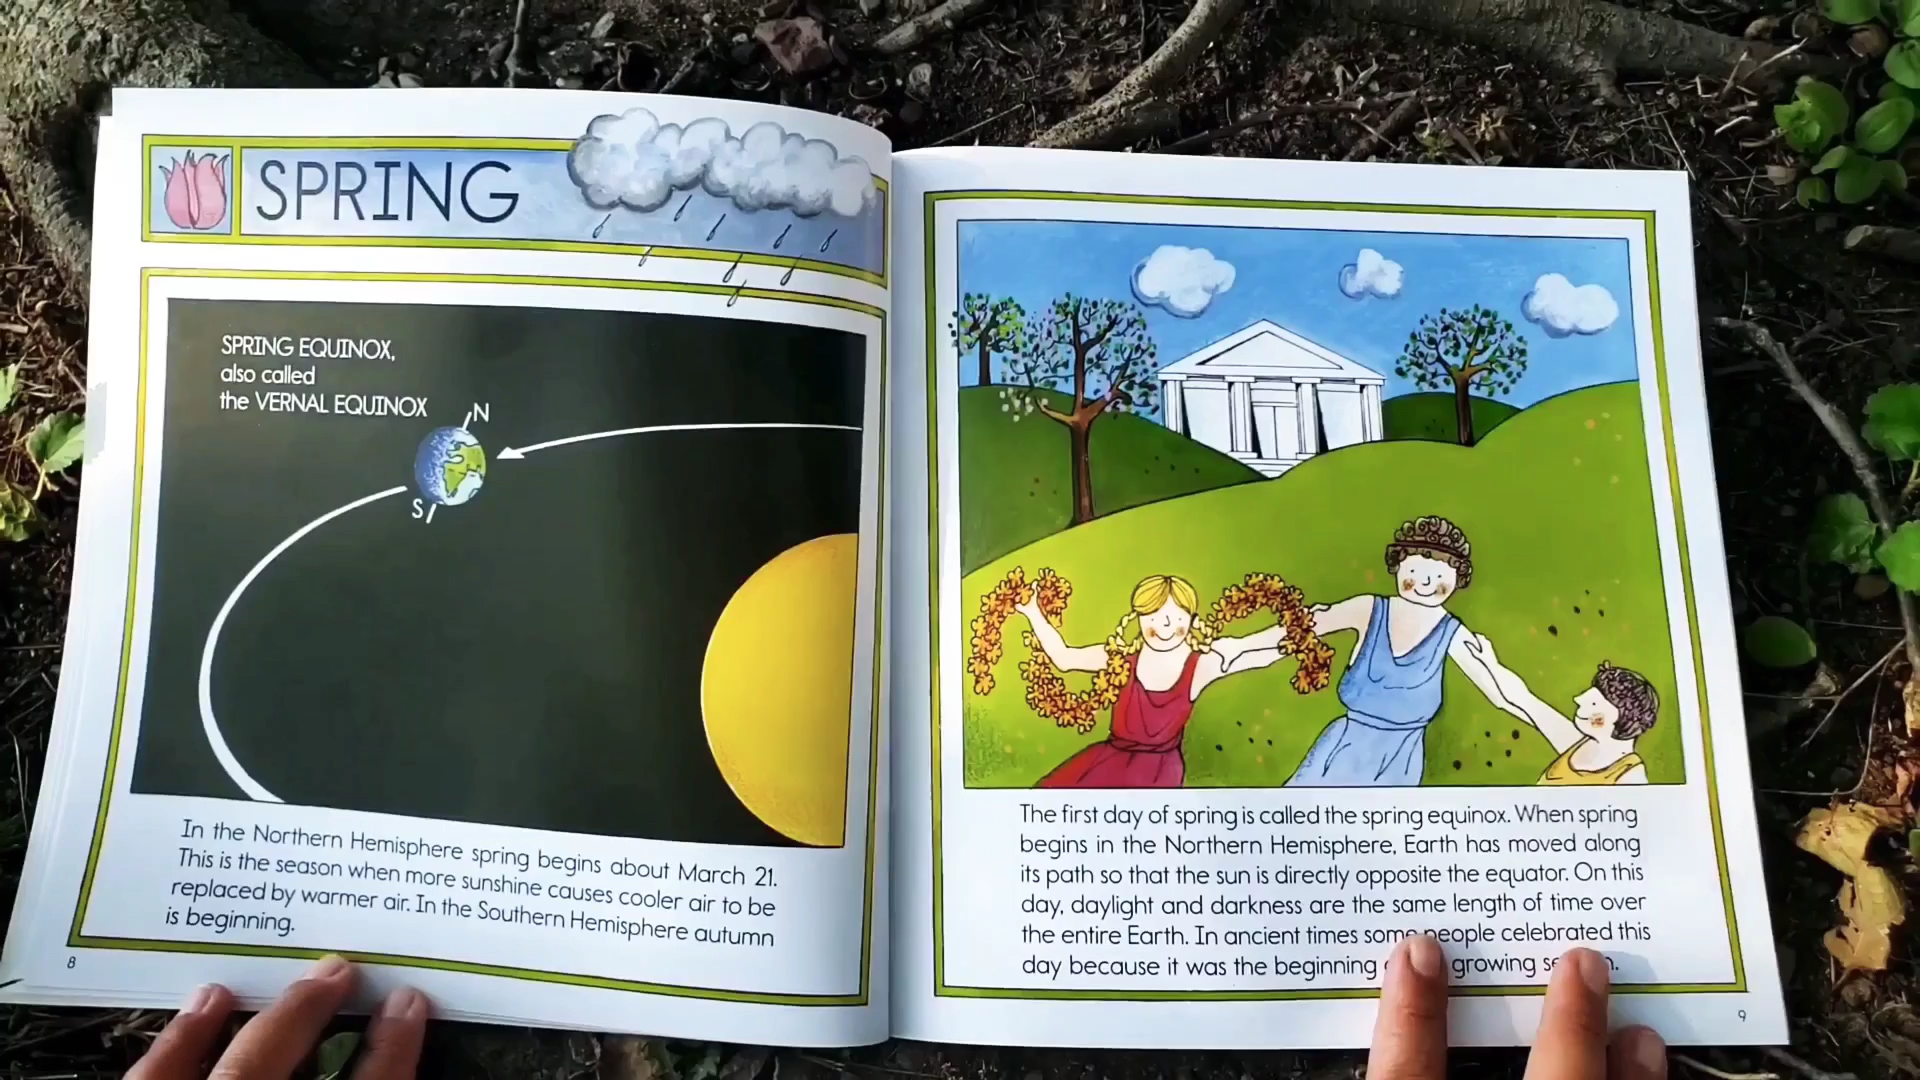 SPRING
SPRING EQUINOX,
also called
the VERNAL EQUINOX
N
S
In the Northern Hemisphere spring begins about March 21.
This is the season when more sunshine causes cooler air to be
replaced by warmer air. In the Southern Hemisphere autumn
is beginning.
8
The first day of spring is called the spring equinox. When spring
begins in the Northern Hemisphere, Earth has moved along
its path so that the sun is directly opposite the equator. On this
day, daylight and darkness are the same length of time over
the entire Earth. In ancient times some people celebrated this
day because it was the beginning growing
9